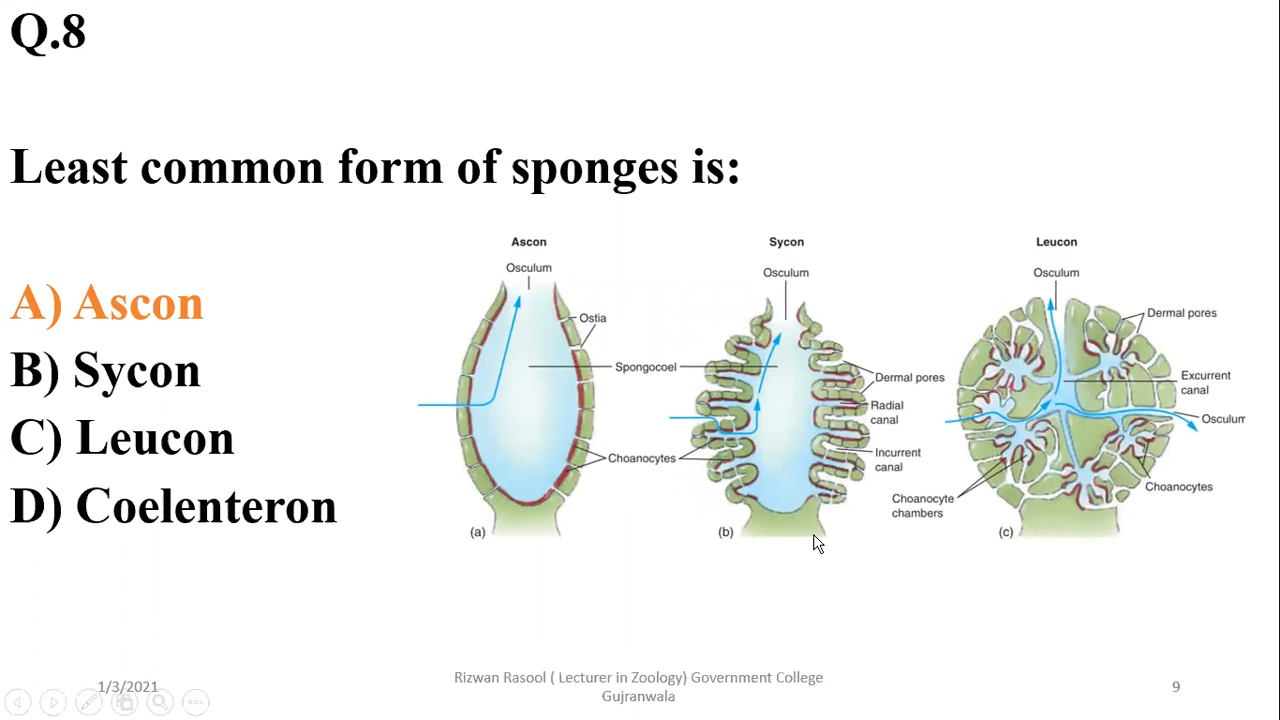 Q.8
Least common form of sponges is:
A) Ascon
B) Sycon
C) Leucon
D) Coelenteron
Ascon
Osculum
Ostia
Spongocoel
Choanocytes
(a)
Sycon
Osculum
Dermal pores
Radial
canal
Incurrent
canal
(b)
Leucon
Osculum
Dermal pores
Excurrent
canal
Osculum
Choanocytes
Choanocyte
chambers
(c)
1/3/2021
Rizwan Rasool ( Lecturer in Zoology) Government College
Gujranwala
9